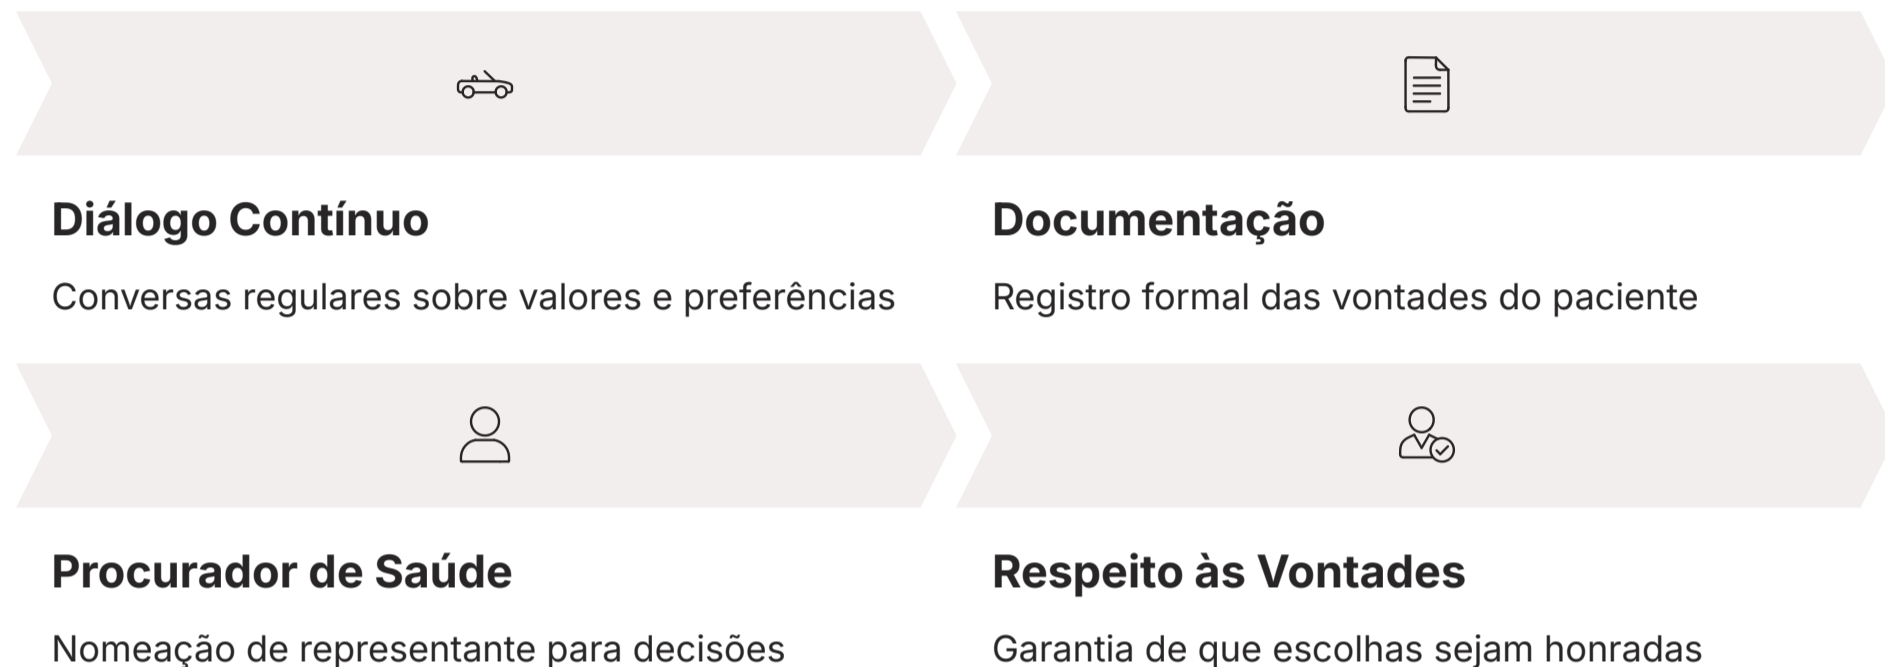 Diálogo Contínuo
Conversas regulares sobre valores e preferências
Documentação
Registro formal das vontades do paciente
Procurador de Saúde
Nomeação de representante para decisões
Respeito às Vontades
Garantia de que escolhas sejam honradas